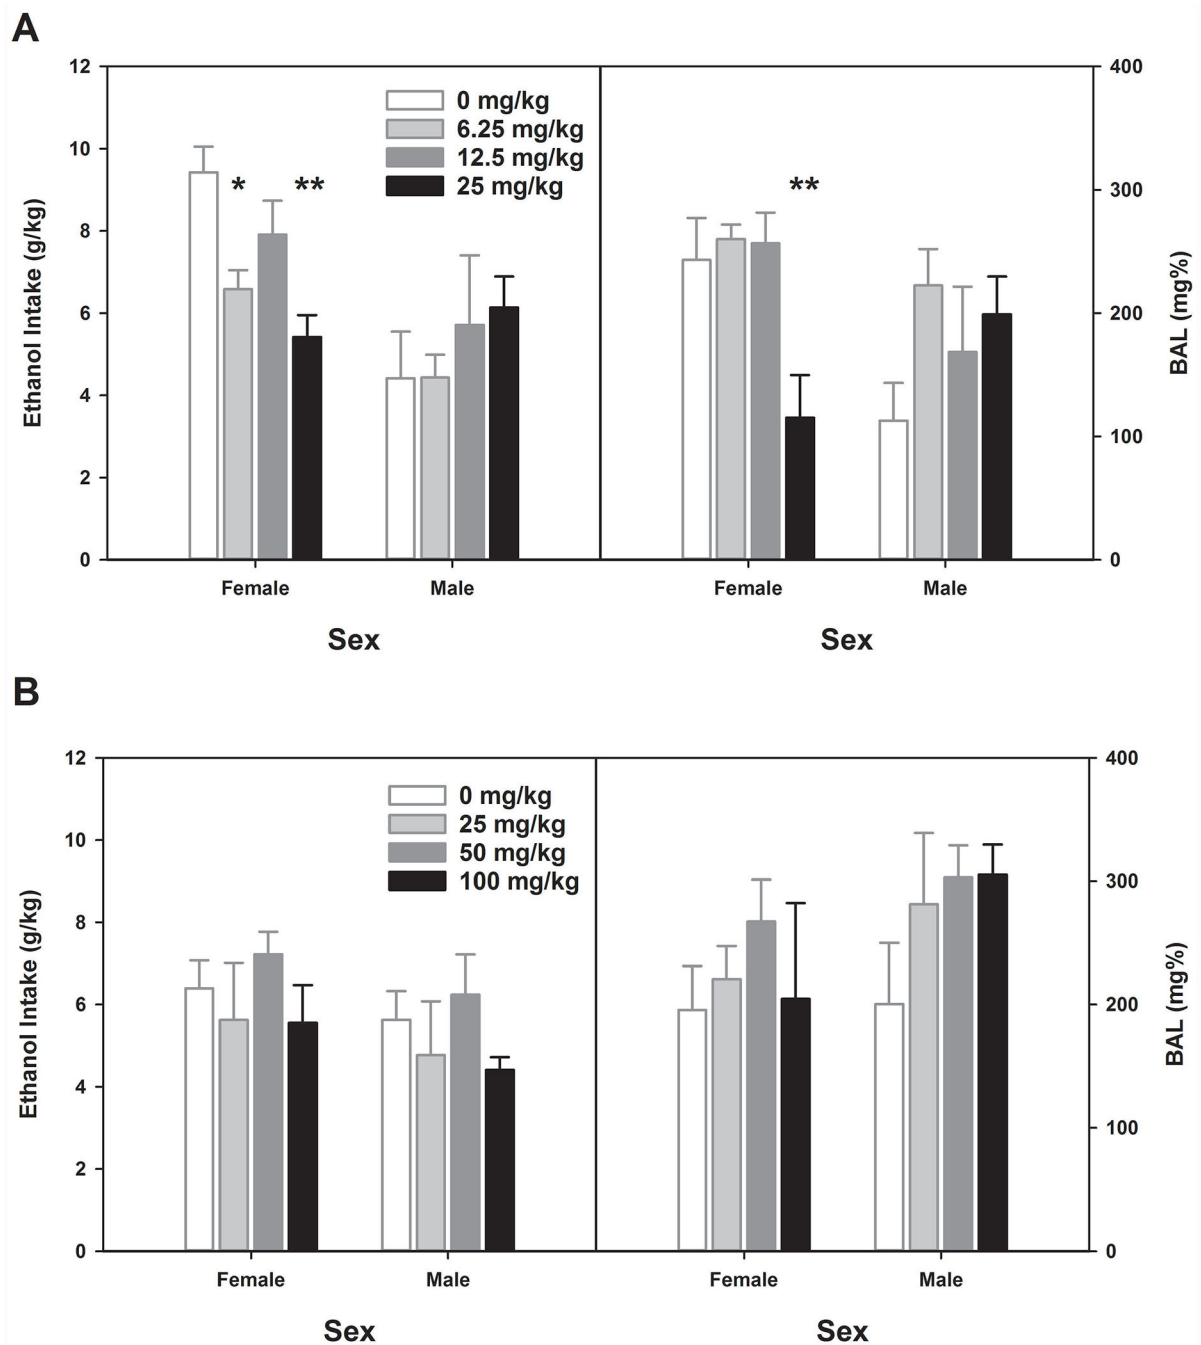 A
12
10
8
6
4
2
0
Ethanol Intake (g/kg)
0 mg/kg
6.25 mg/kg
12.5 mg/kg
25 mg/kg
*
**
**
400
300
200
100
0
BAL (mg%)
Female
Male
Female
Male
Sex
Sex
B
12
10
8
6
4
2
0
Ethanol Intake (g/kg)
0 mg/kg
25 mg/kg
50 mg/kg
100 mg/kg
400
300
200
100
0
BAL (mg%)
Female
Male
Female
Male
Sex
Sex